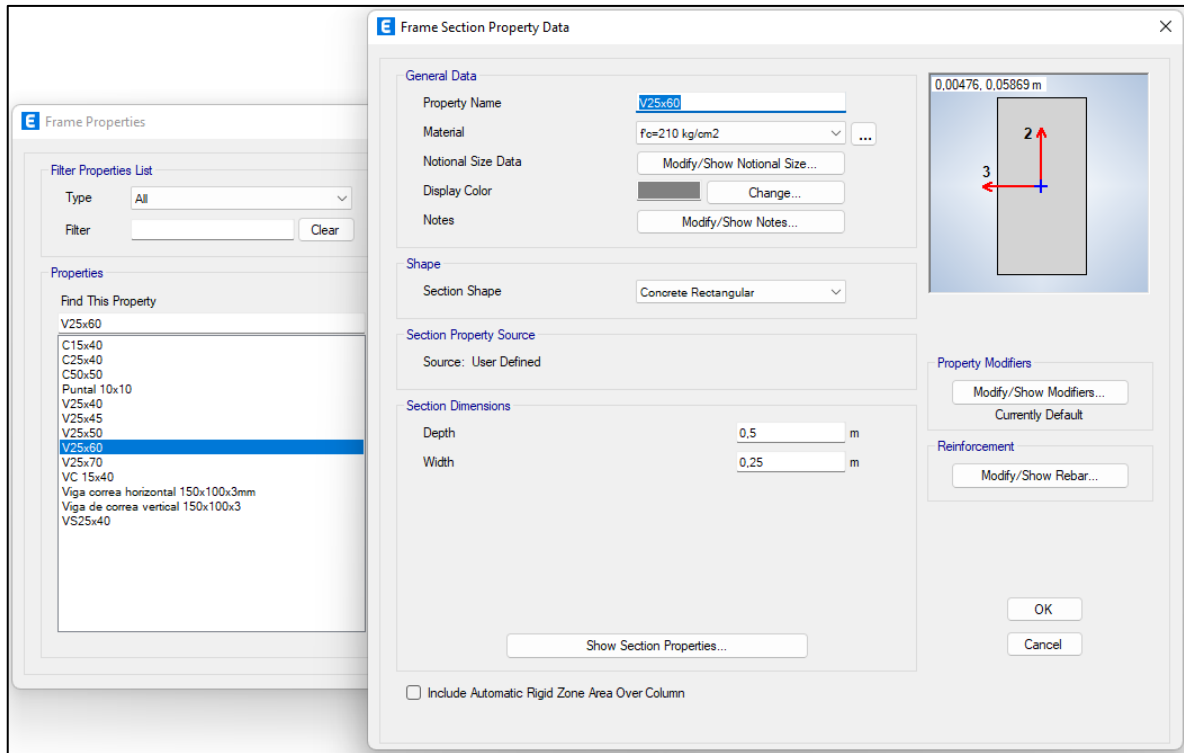 Frame Properties
Filter Properties List
Type All
Filter Clear
Properties
Find This Property
V25x60
C15x40
C25x40
C50x50
Puntal 10x10
V25x40
V25x45
V25x50
V25x60
V25x70
VC 15x40
Viga correa horizontal 150x100x3mm
Viga de correa vertical 150x100x3
VS25x40
E Frame Section Property Data
General Data
Property Name V25x60
Material f'c=210 kg/cm2 ...
Notional Size Data Modify/Show Notional Size...
Display Color Change...
Notes Modify/Show Notes...
Shape
Section Shape Concrete Rectangular
Section Property Source
Source: User Defined
Section Dimensions
Depth 0,5 m
Width 0,25 m
Show Section Properties...
Include Automatic Rigid Zone Area Over Column
0,00476, 0,05869 m
2
3
Property Modifiers
Modify/Show Modifiers...
Currently Default
Reinforcement
Modify/Show Rebar...
OK
Cancel